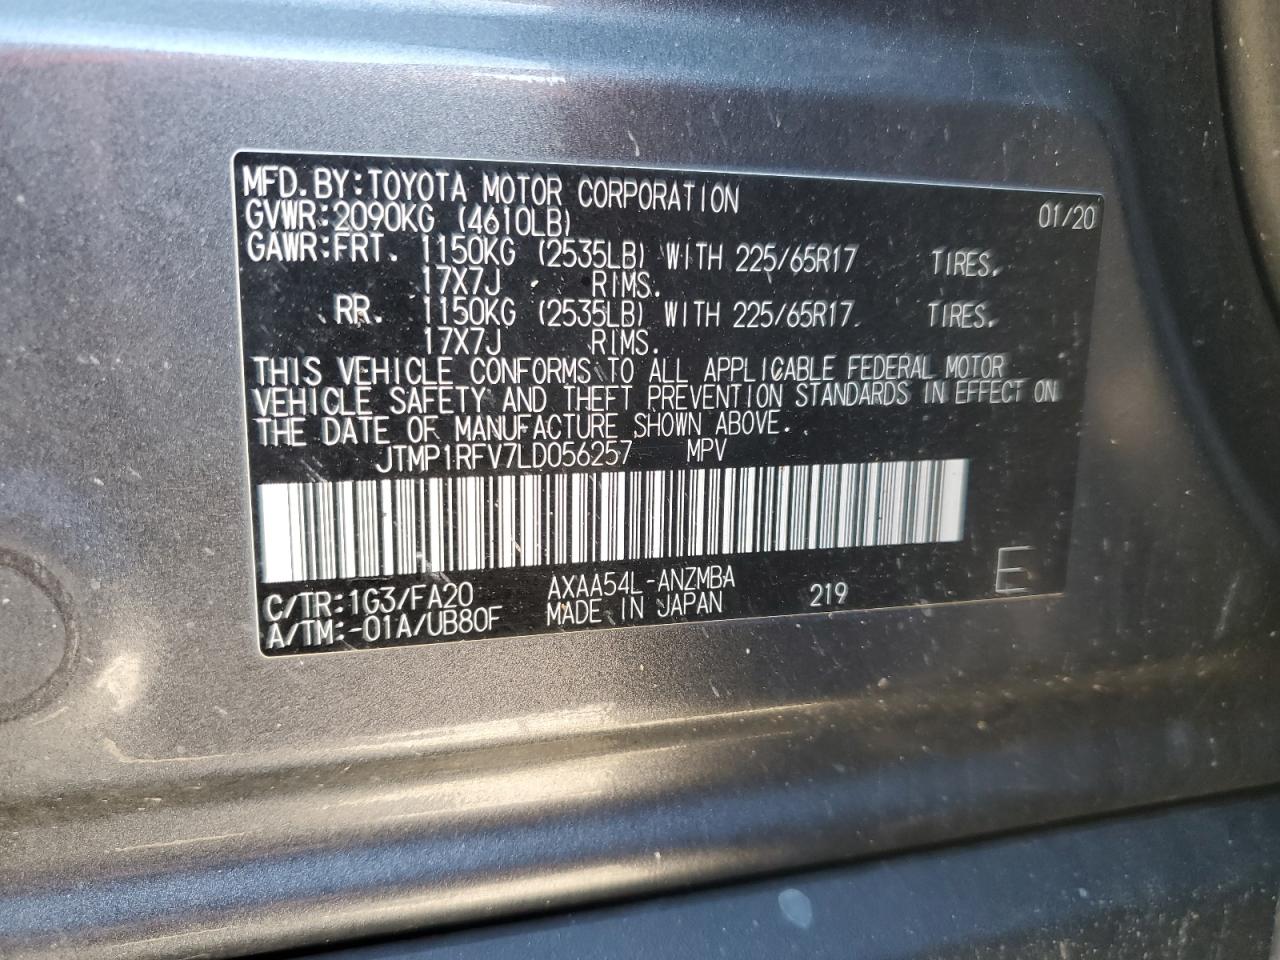 MFD.BY:TOYOTA MOTOR CORPORATION
GVWR:2090KG (4610LB) 01/20
GAWR:FRT. 1150KG (2535LB) WITH 225/65R17 TIRES.
17X7J RIMS.
RR. 1150KG (2535LB) WITH 225/65R17 TIRES.
17X7J RIMS.
THIS VEHICLE CONFORMS TO ALL APPLICABLE FEDERAL MOTOR
VEHICLE SAFETY AND THEFT PREVENTION STANDARDS IN EFFECT ON
THE DATE OF MANUFACTURE SHOWN ABOVE.
JTMP1RFV7LD056257 MPV
C/TR:1G3/FA20 AXAA54L-ANZMBA 219 E
A/TM:-01A/UB80F MADE IN JAPAN